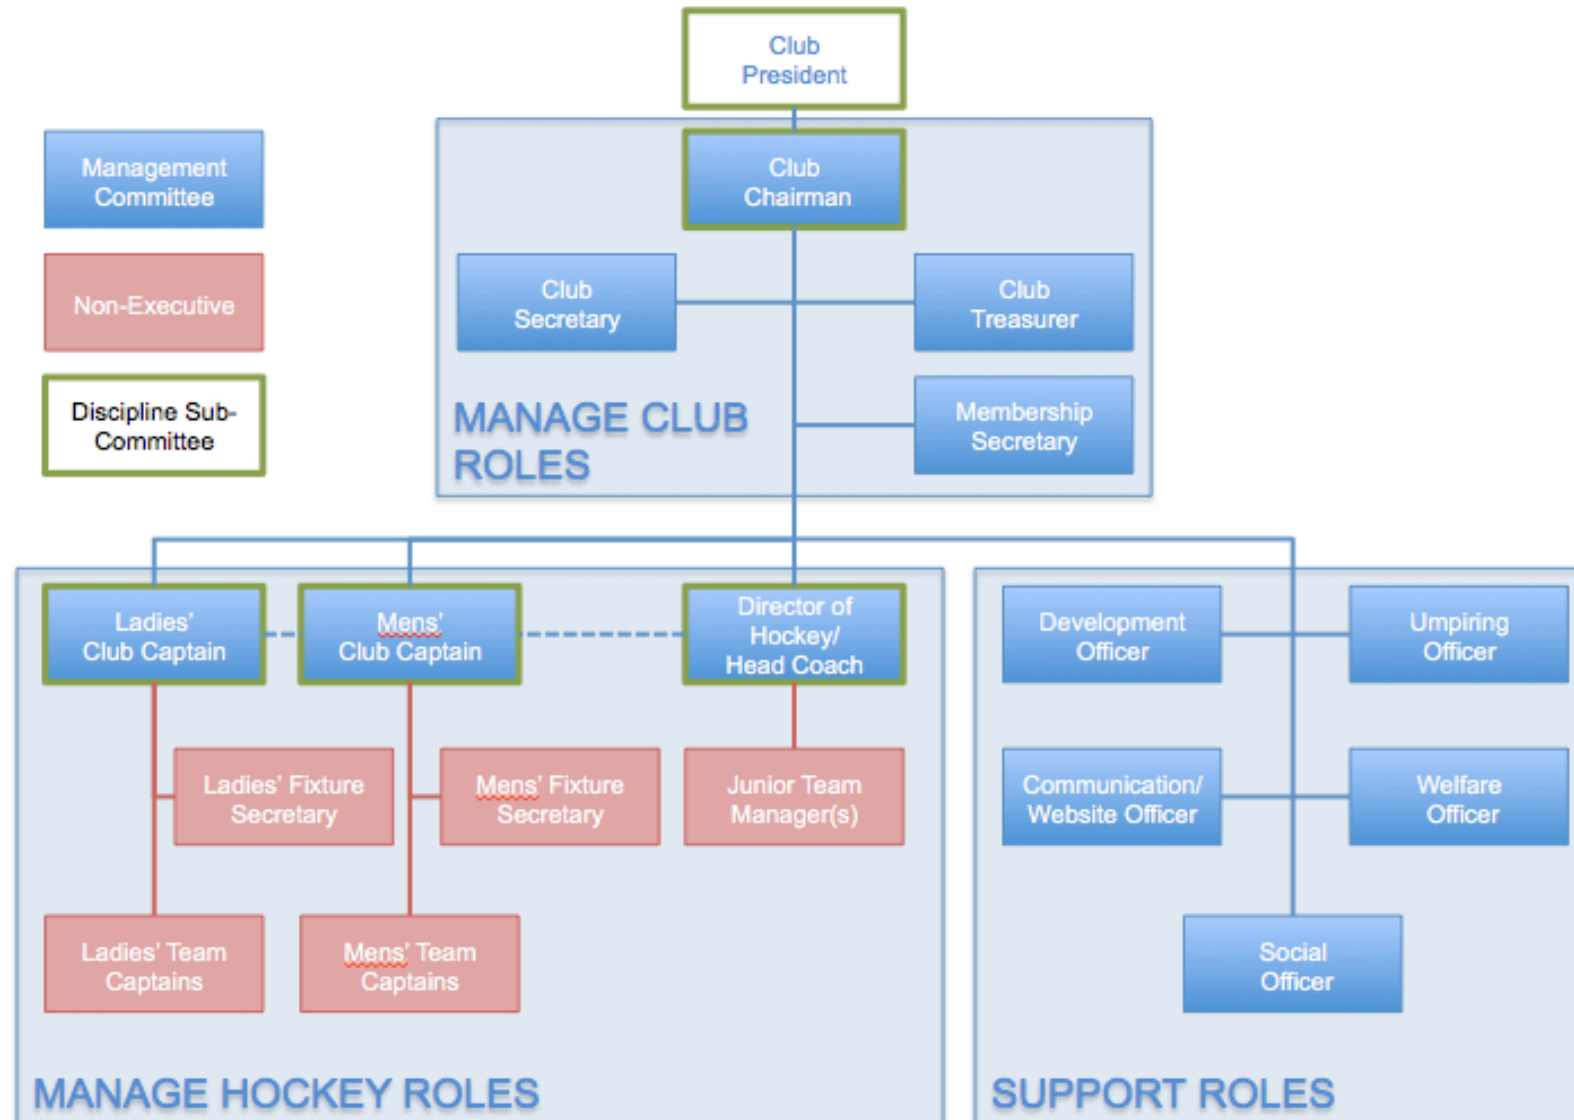 Club
President
Management
Committee
Club
Chairman
Non-Executive
Club
Secretary
Club
Treasurer
Discipline Sub-
Committee
MANAGE CLUB
ROLES
Membership
Secretary
Ladies’
Club Captain
Mens’
Club Captain
Director of
Hockey/
Head Coach
Development
Officer
Umpiring
Officer
Ladies’ Fixture
Secretary
Mens’ Fixture
Secretary
Junior Team
Manager(s)
Communication/
Website Officer
Welfare
Officer
Ladies’ Team
Captains
Mens’ Team
Captains
Social
Officer
MANAGE HOCKEY ROLES
SUPPORT ROLES